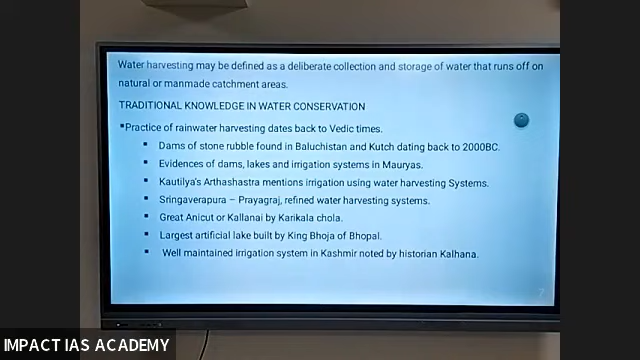 Water harvesting may be defined as a deliberate collection and storage of water that runs off on
natural or manmade catchment areas.
TRADITIONAL KNOWLEDGE IN WATER CONSERVATION
▪Practice of rainwater harvesting dates back to Vedic times.
▪ Dams of stone rubble found in Baluchistan and Kutch dating back to 2000BC.
▪ Evidences of dams, lakes and irrigation systems in Mauryas.
▪ Kautilya's Arthashastra mentions irrigation using water harvesting Systems.
▪ Sringaverapura – Prayagraj, refined water harvesting systems.
▪ Great Anicut or Kallanai by Karikala chola.
▪ Largest artificial lake built by King Bhoja of Bhopal.
▪ Well maintained irrigation system in Kashmir noted by historian Kalhana.
7
IMPACT IAS ACADEMY